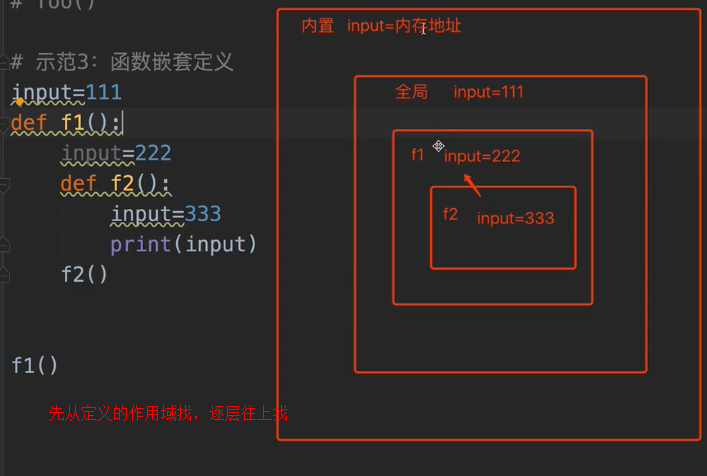 # foo()
内置 input=内存地址
# 示范3：函数嵌套定义
input=111
全局 input=111
def f1():
f1 input=222
input=222
def f2():
f2 input=333
input=333
print(input)
f2()
f1()
先从定义的作用域找，逐层往上找